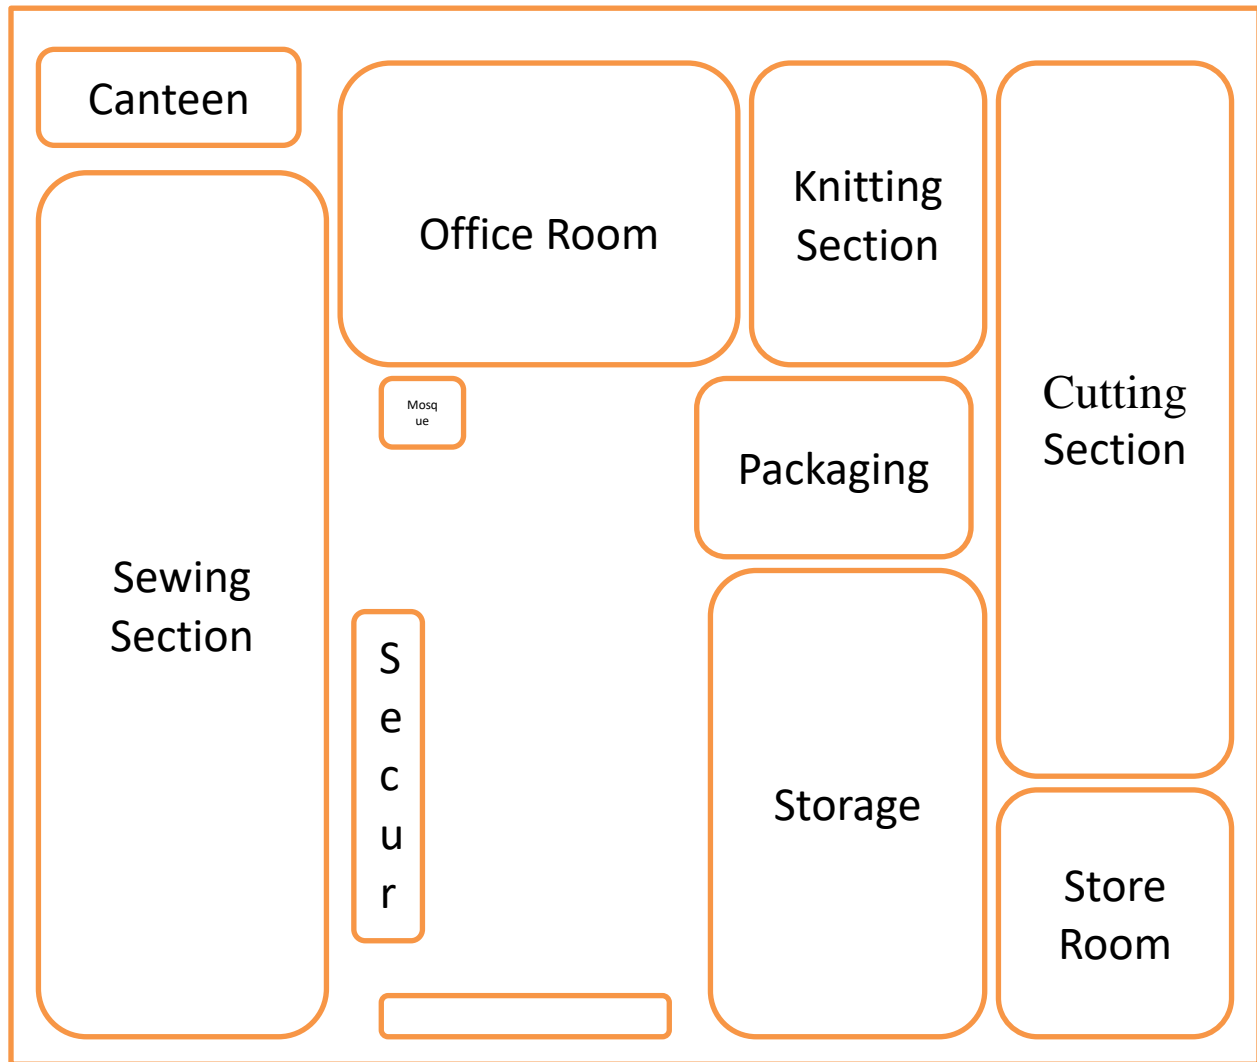 Canteen
Office Room
Knitting
Section
Cutting
Section
Mosq
ue
Packaging
Sewing
Section
S
e
c
u
r
Storage
Store
Room